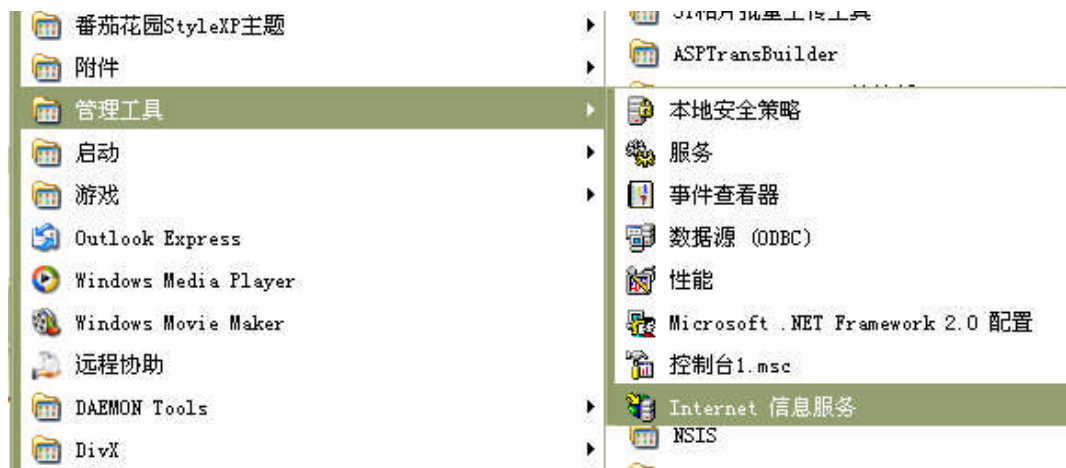 番茄花园StyleXP主题
附件
管理工具
启动
游戏
Outlook Express
Windows Media Player
Windows Movie Maker
远程协助
DAEMON Tools
DivX
ASPTransBuilder
本地安全策略
服务
事件查看器
数据源 (ODBC)
性能
Microsoft .NET Framework 2.0 配置
控制台1.msc
Internet 信息服务
NSIS